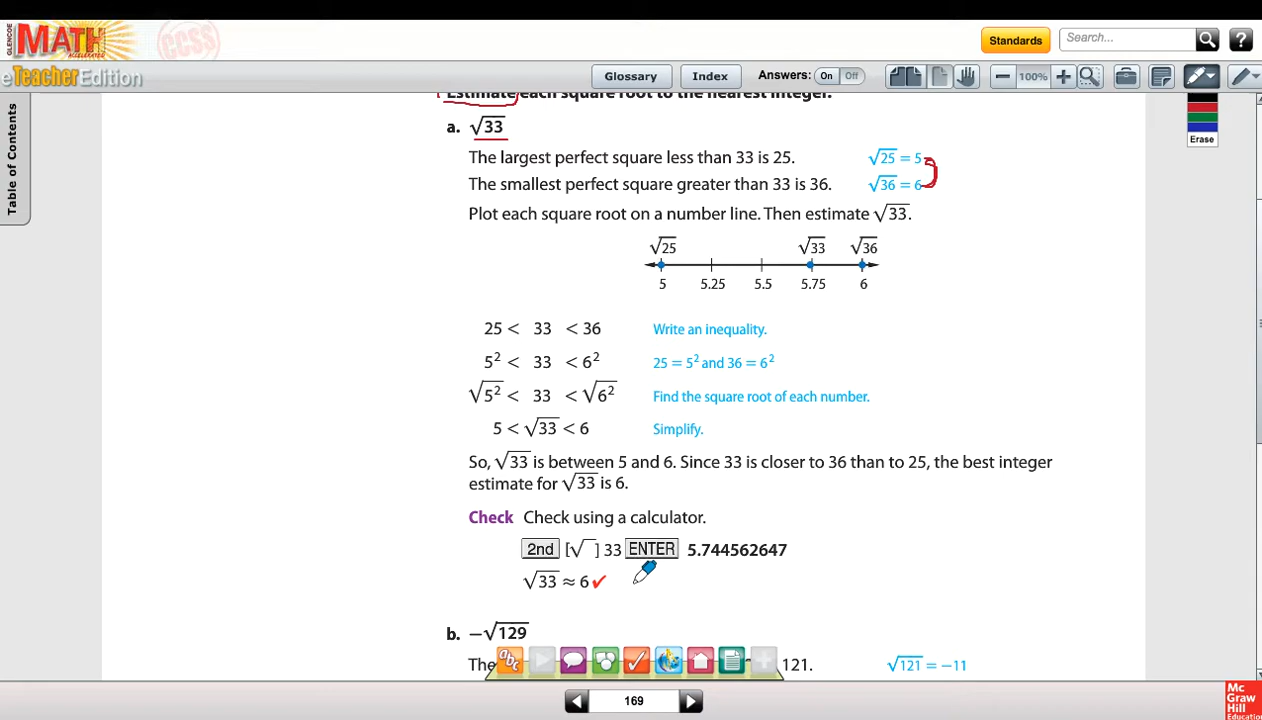 GLENCOE
MATH
ACCELERATED
CCSS
Standards
Search...
?
eTeacherEdition
Glossary
Index
Answers: On Off
100%
Table of Contents
Erase
Estimate each square root to the nearest integer.
a. √33
The largest perfect square less than 33 is 25. √25 = 5
The smallest perfect square greater than 33 is 36. √36 = 6
Plot each square root on a number line. Then estimate √33.
√25 √33 √36
5 5.25 5.5 5.75 6
25 < 33 < 36 Write an inequality.
5² < 33 < 6² 25 = 5² and 36 = 6²
√5² < 33 < √6² Find the square root of each number.
5 < √33 < 6 Simplify.
So, √33 is between 5 and 6. Since 33 is closer to 36 than to 25, the best integer
estimate for √33 is 6.
Check Check using a calculator.
2nd [√ ] 33 ENTER 5.744562647
√33 ≈ 6 ✓
b. −√129
The 121. √121 = −11
abc
169
Mc
Graw
Hill
Education